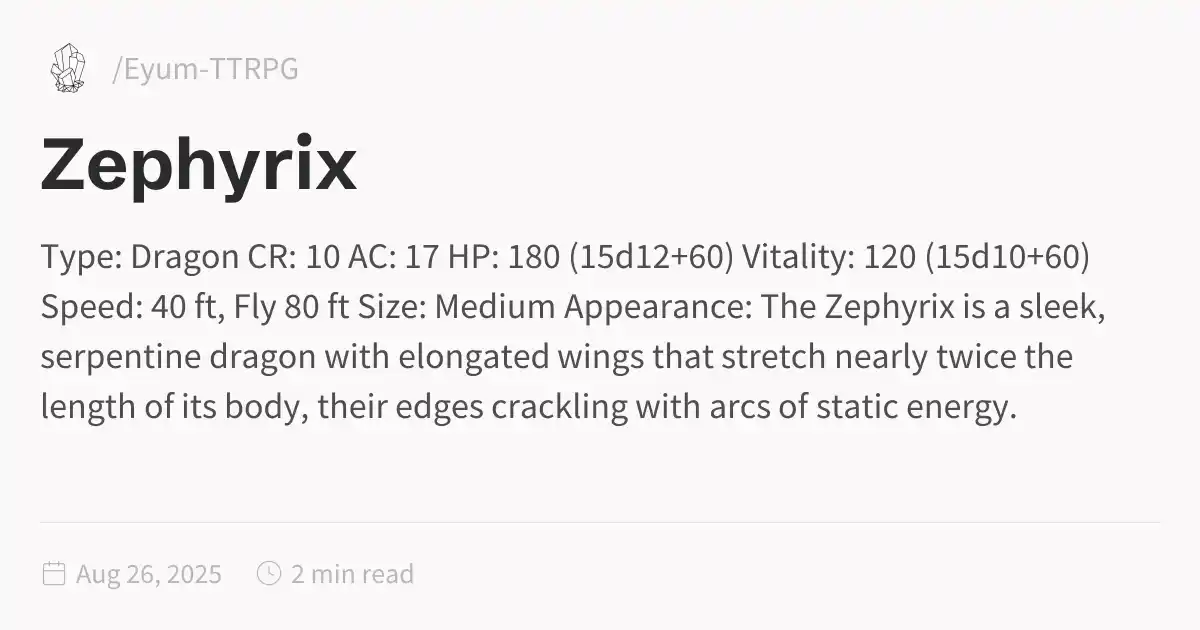 /Eyum-TTRPG
Zephyrix
Type: Dragon CR: 10 AC: 17 HP: 180 (15d12+60) Vitality: 120 (15d10+60)
Speed: 40 ft, Fly 80 ft Size: Medium Appearance: The Zephyrix is a sleek,
serpentine dragon with elongated wings that stretch nearly twice the
length of its body, their edges crackling with arcs of static energy.
Aug 26, 2025 2 min read